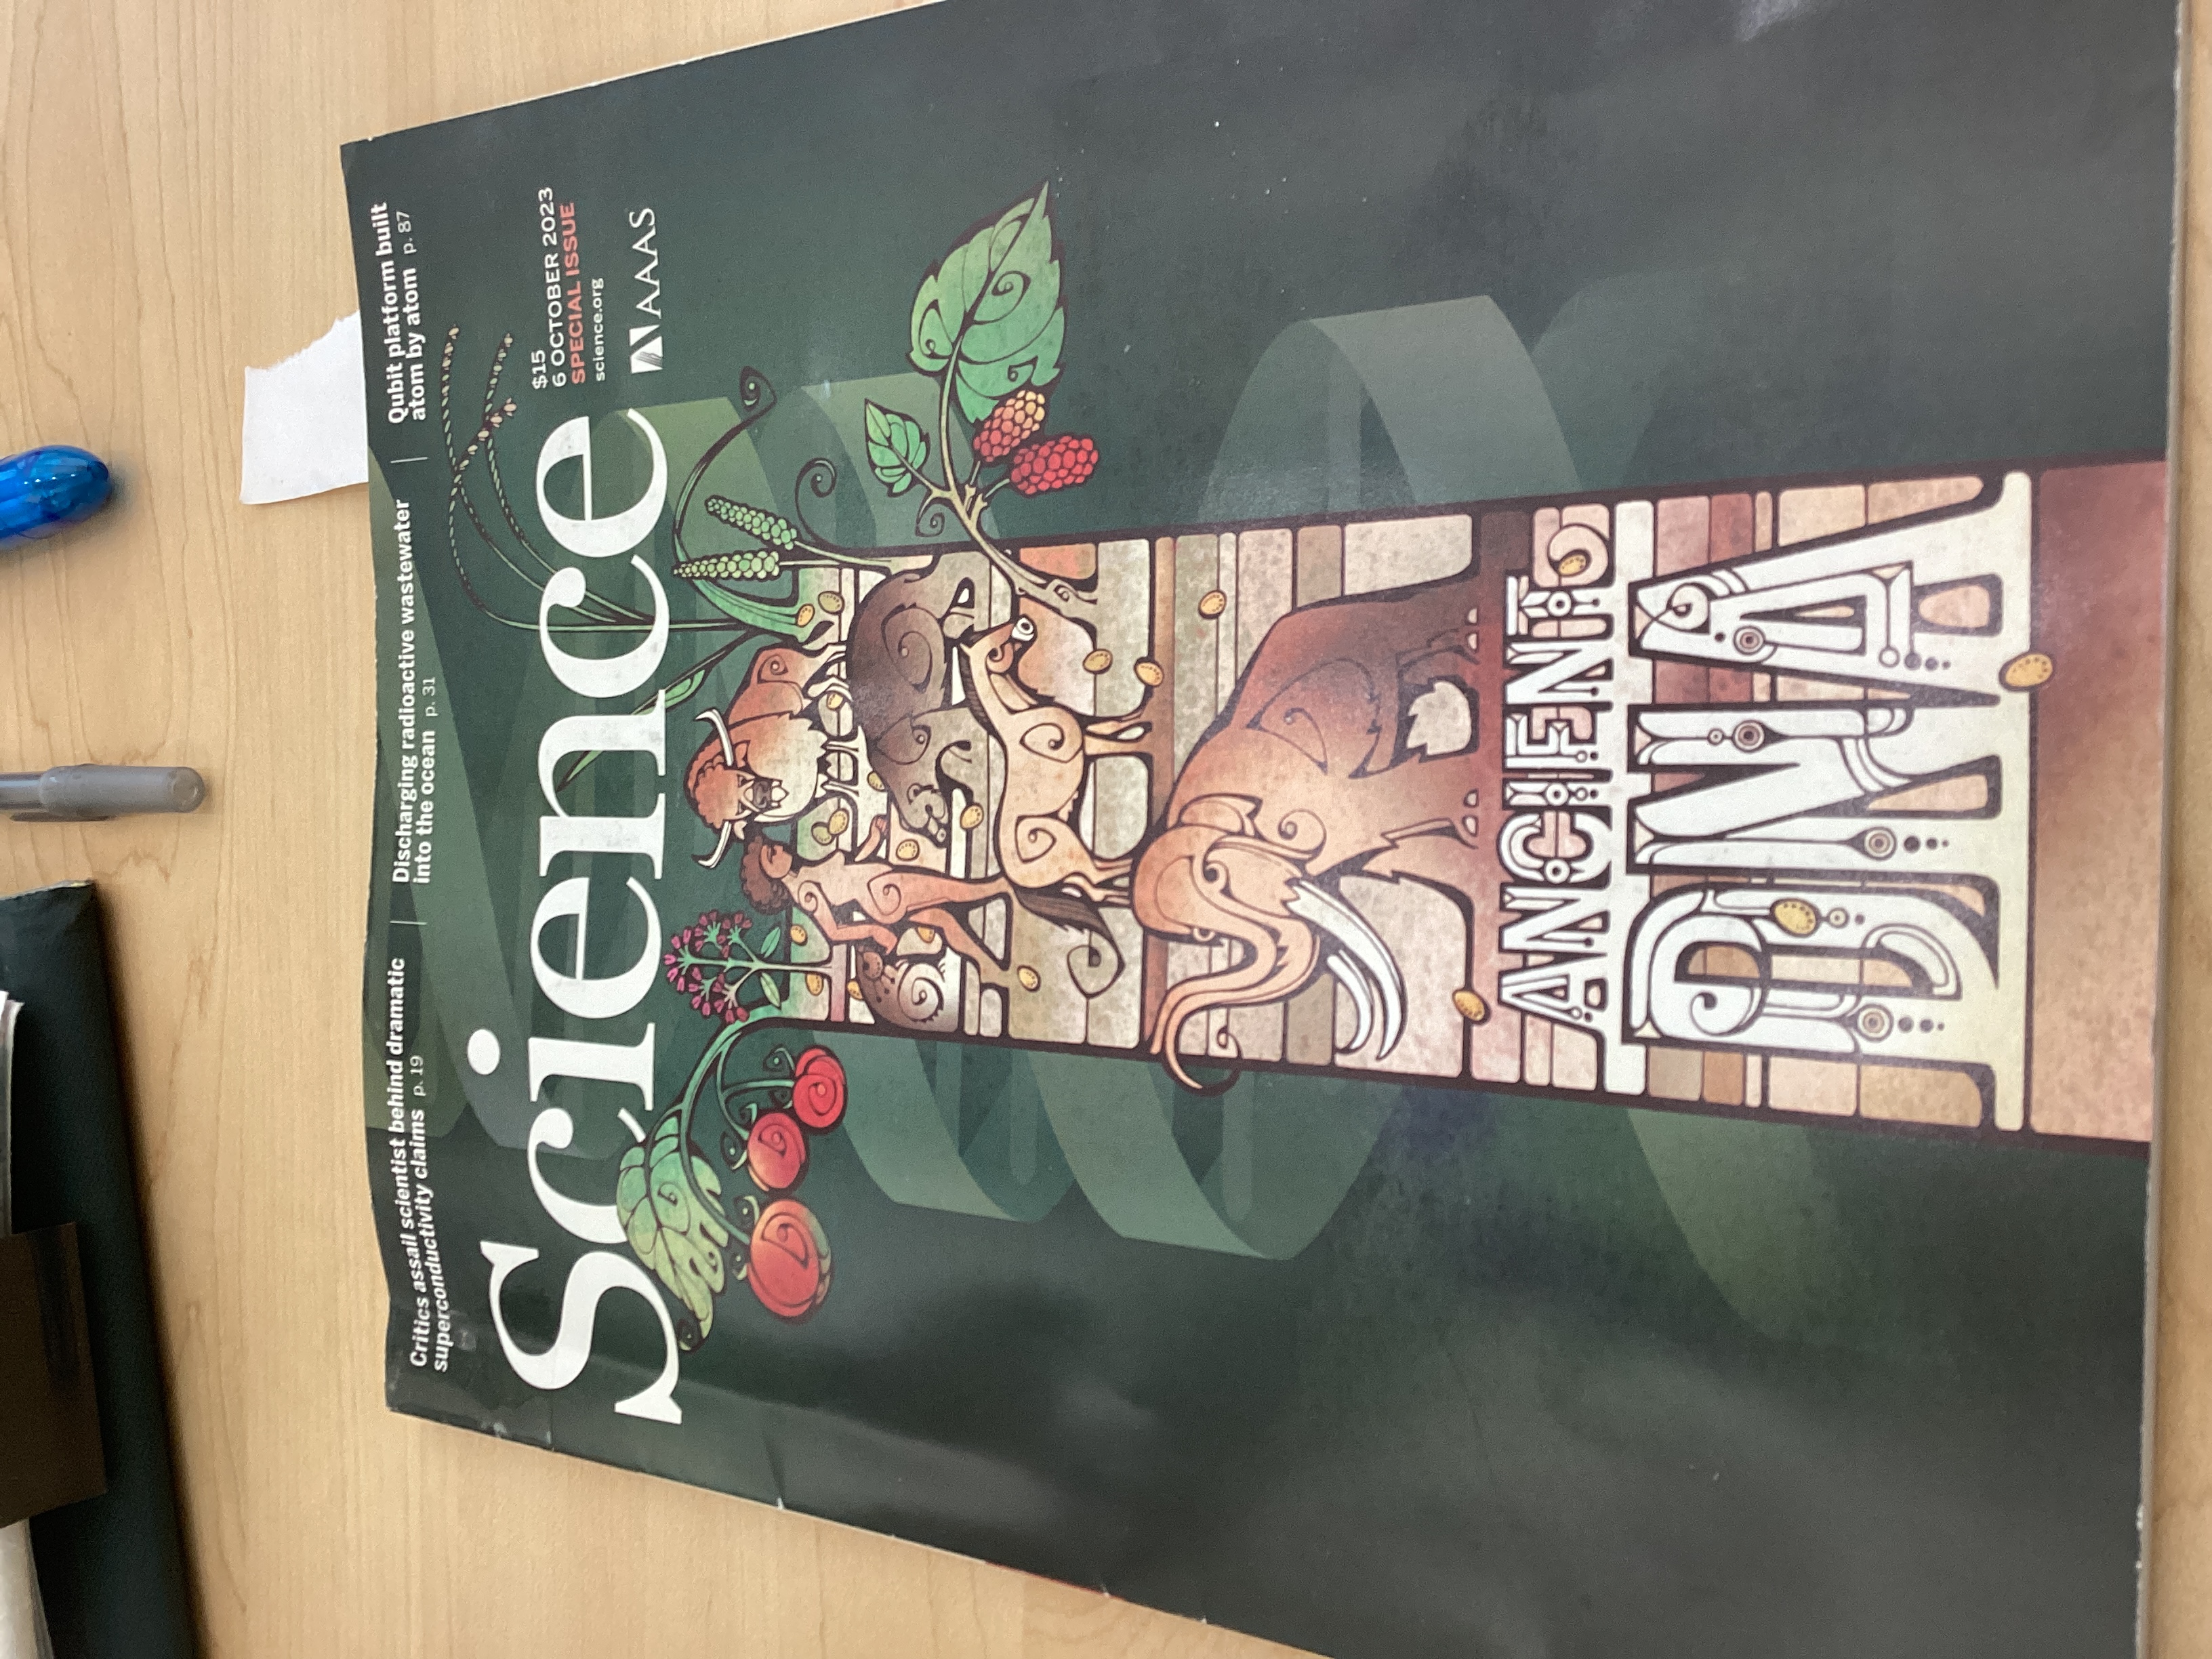 Critics assail scientist behind dramatic
superconductivity claims p. 19
Discharging radioactive wastewater
into the ocean p. 31
Qubit platform built
atom by atom p. 87
Science
$15
6 OCTOBER 2023
SPECIAL ISSUE
science.org
AAAS
ANCIENT
DNA